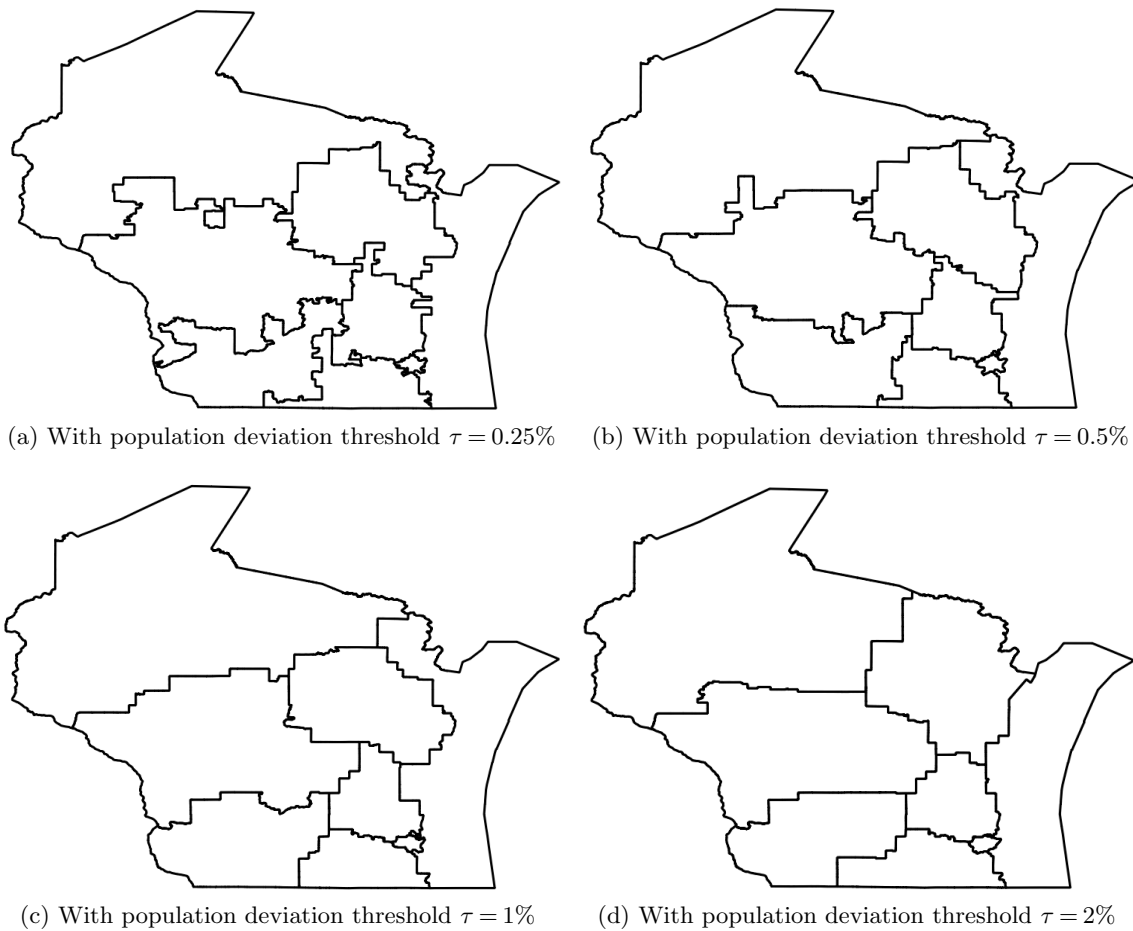 (a) With population deviation threshold τ = 0.25%
(b) With population deviation threshold τ = 0.5%
(c) With population deviation threshold τ = 1%
(d) With population deviation threshold τ = 2%